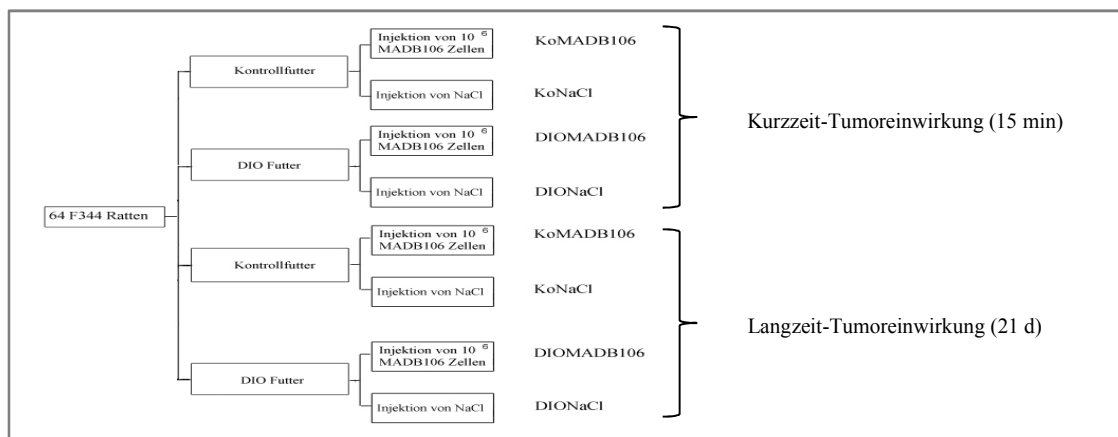 64 F344 Ratten
Kontrollfutter
Injektion von 10 6
MADB106 Zellen
KoMADB106
Injektion von NaCl
KoNaCl
DIO Futter
Injektion von 10 6
MADB106 Zellen
DIOMADB106
Injektion von NaCl
DIONaCl
Kurzzeit-Tumoreinwirkung (15 min)
Kontrollfutter
Injektion von 10 6
MADB106 Zellen
KoMADB106
Injektion von NaCl
KoNaCl
DIO Futter
Injektion von 10 6
MADB106 Zellen
DIOMADB106
Injektion von NaCl
DIONaCl
Langzeit-Tumoreinwirkung (21 d)